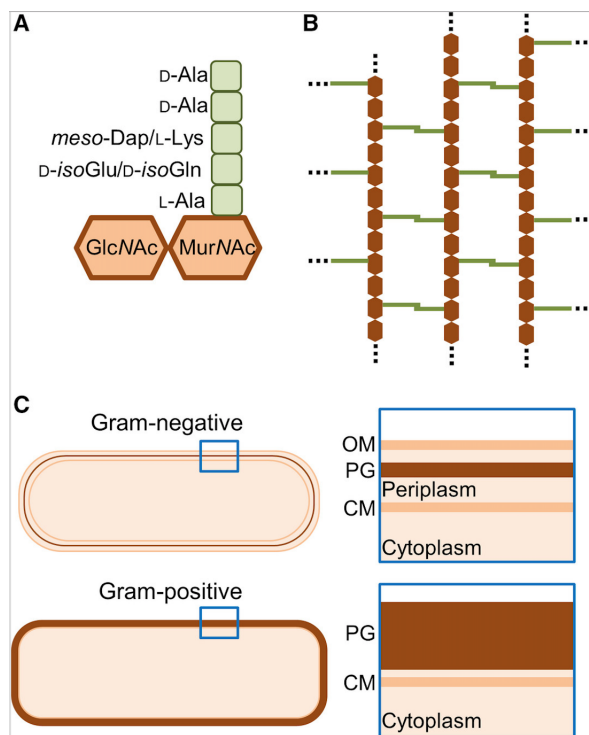 A
D-Ala
D-Ala
meso-Dap/L-Lys
D-isoGlu/D-isoGln
L-Ala
GlcNAc MurNAc
B
C
Gram-negative
OM
PG
Periplasm
CM
Cytoplasm
Gram-positive
PG
CM
Cytoplasm